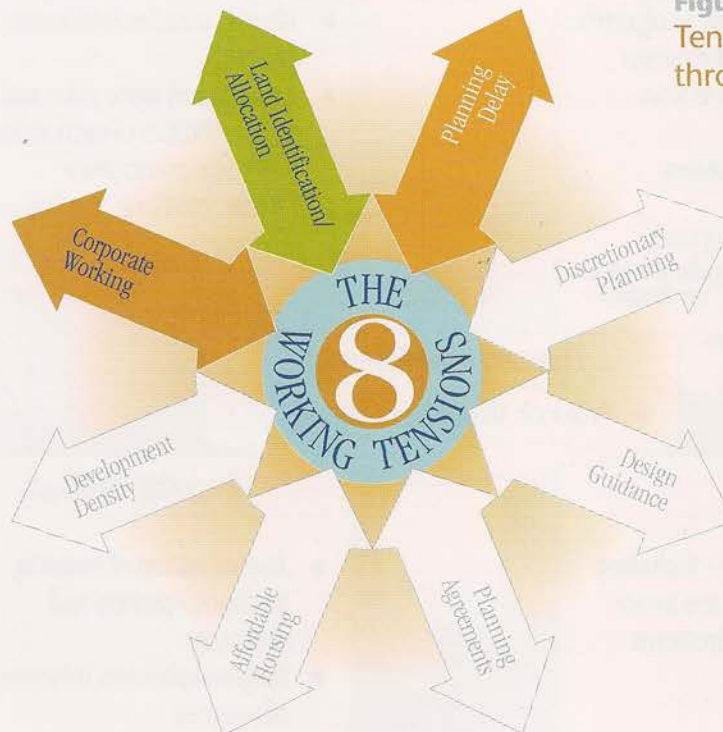 Figu
Ten
thro
Land Identification/
Allocation
Planning
Delay
Corporate
Working
Discretionary
Planning
THE
8
WORKING TENSIONS
Development
Density
Design
Guidance
Affordable
Housing
Planning
Agreements